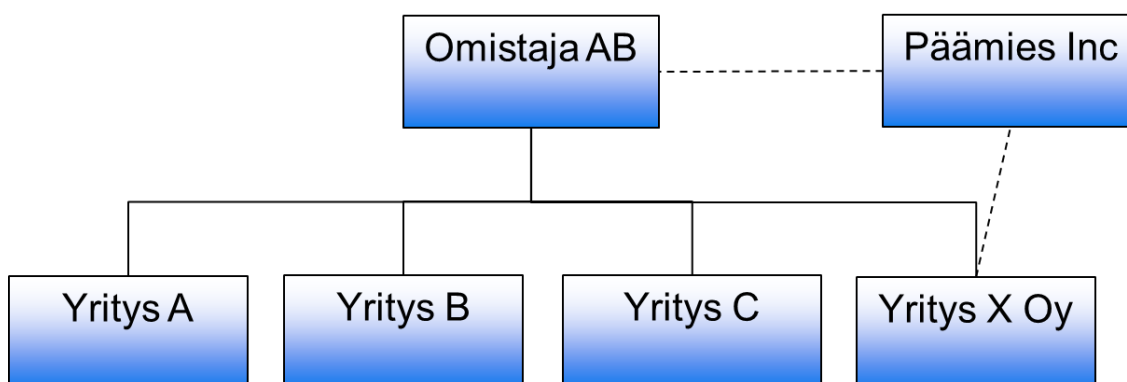 Omistaja AB
Päämies Inc
Yritys A
Yritys B
Yritys C
Yritys X Oy